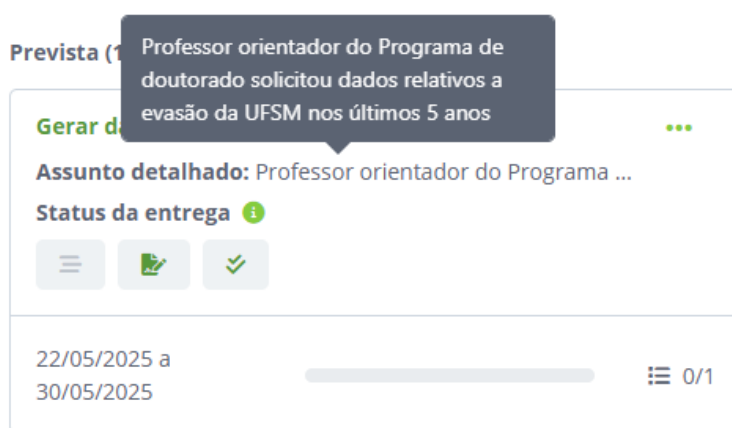 Professor orientador do Programa de
doutorado solicitou dados relativos a
evasão da UFSM nos últimos 5 anos
Prevista (1
Gerar da
Assunto detalhado: Professor orientador do Programa ...
Status da entrega
22/05/2025 a
30/05/2025
0/1